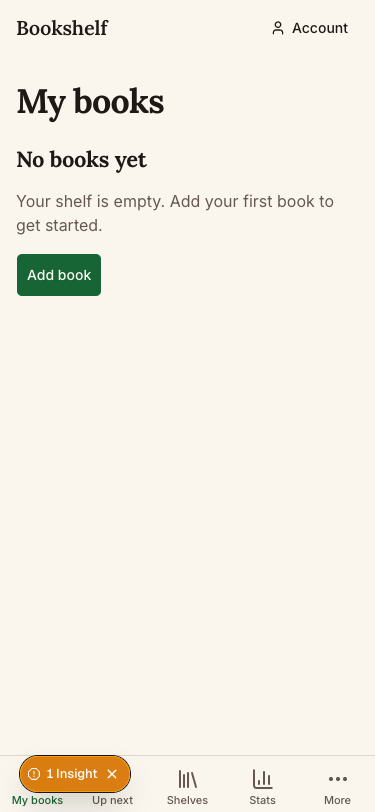 Bookshelf
Account
My books
No books yet
Your shelf is empty. Add your first book to
get started.
Add book
1 Insight
My books
Up next
Shelves
Stats
More